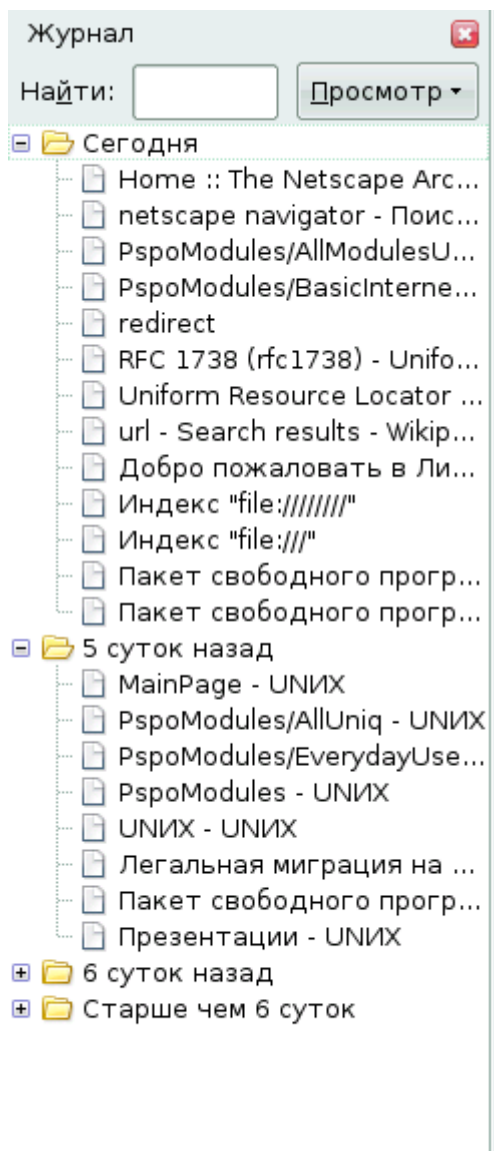 Журнал
Найти: Просмотр
Сегодня
Home :: The Netscape Arc...
netscape navigator - Поис...
PspoModules/AllModulesU...
PspoModules/BasicInterne...
redirect
RFC 1738 (rfc1738) - Unifo...
Uniform Resource Locator ...
url - Search results - Wikip...
Добро пожаловать в Ли...
Индекс "file:////////"
Индекс "file:///"
Пакет свободного прогр...
Пакет свободного прогр...
5 суток назад
MainPage - UNИX
PspoModules/AllUniq - UNИX
PspoModules/EverydayUse...
PspoModules - UNИX
UNИX - UNИX
Легальная миграция на ...
Пакет свободного прогр...
Презентации - UNИX
6 суток назад
Старше чем 6 суток